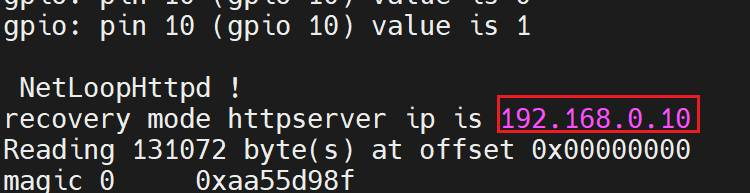 gpio: pin 10 (gpio 10) value is 0
gpio: pin 10 (gpio 10) value is 1
NetLoopHttpd !
recovery mode httpserver ip is 192.168.0.10
Reading 131072 byte(s) at offset 0x00000000
magic 0     0xaa55d98f